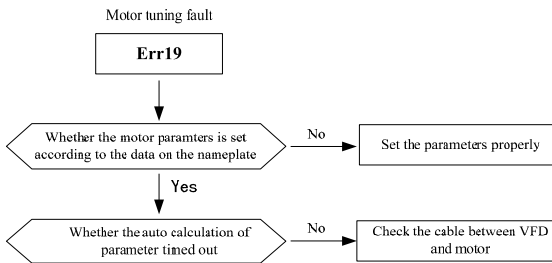 Motor tuning fault
Err19
Whether the motor paramters is set
according to the data on the nameplate
No
Set the parameters properly
Yes
Whether the auto calculation of
parameter timed out
No
Check the cable between VFD
and motor